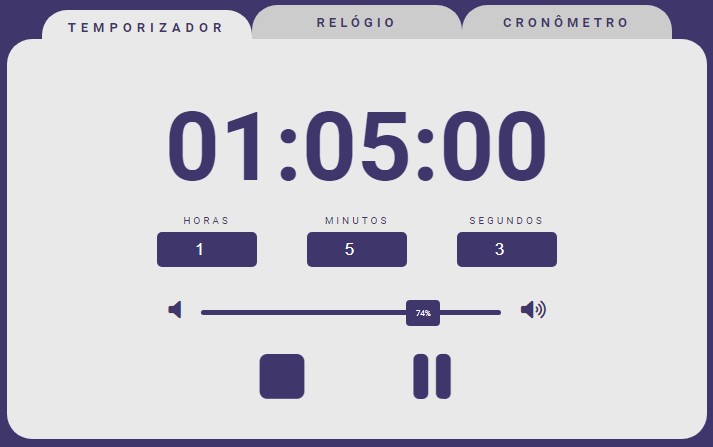 TEMPORIZADOR RELÓGIO CRONÔMETRO
01:05:00
HORAS MINUTOS SEGUNDOS
1 5 3
74%